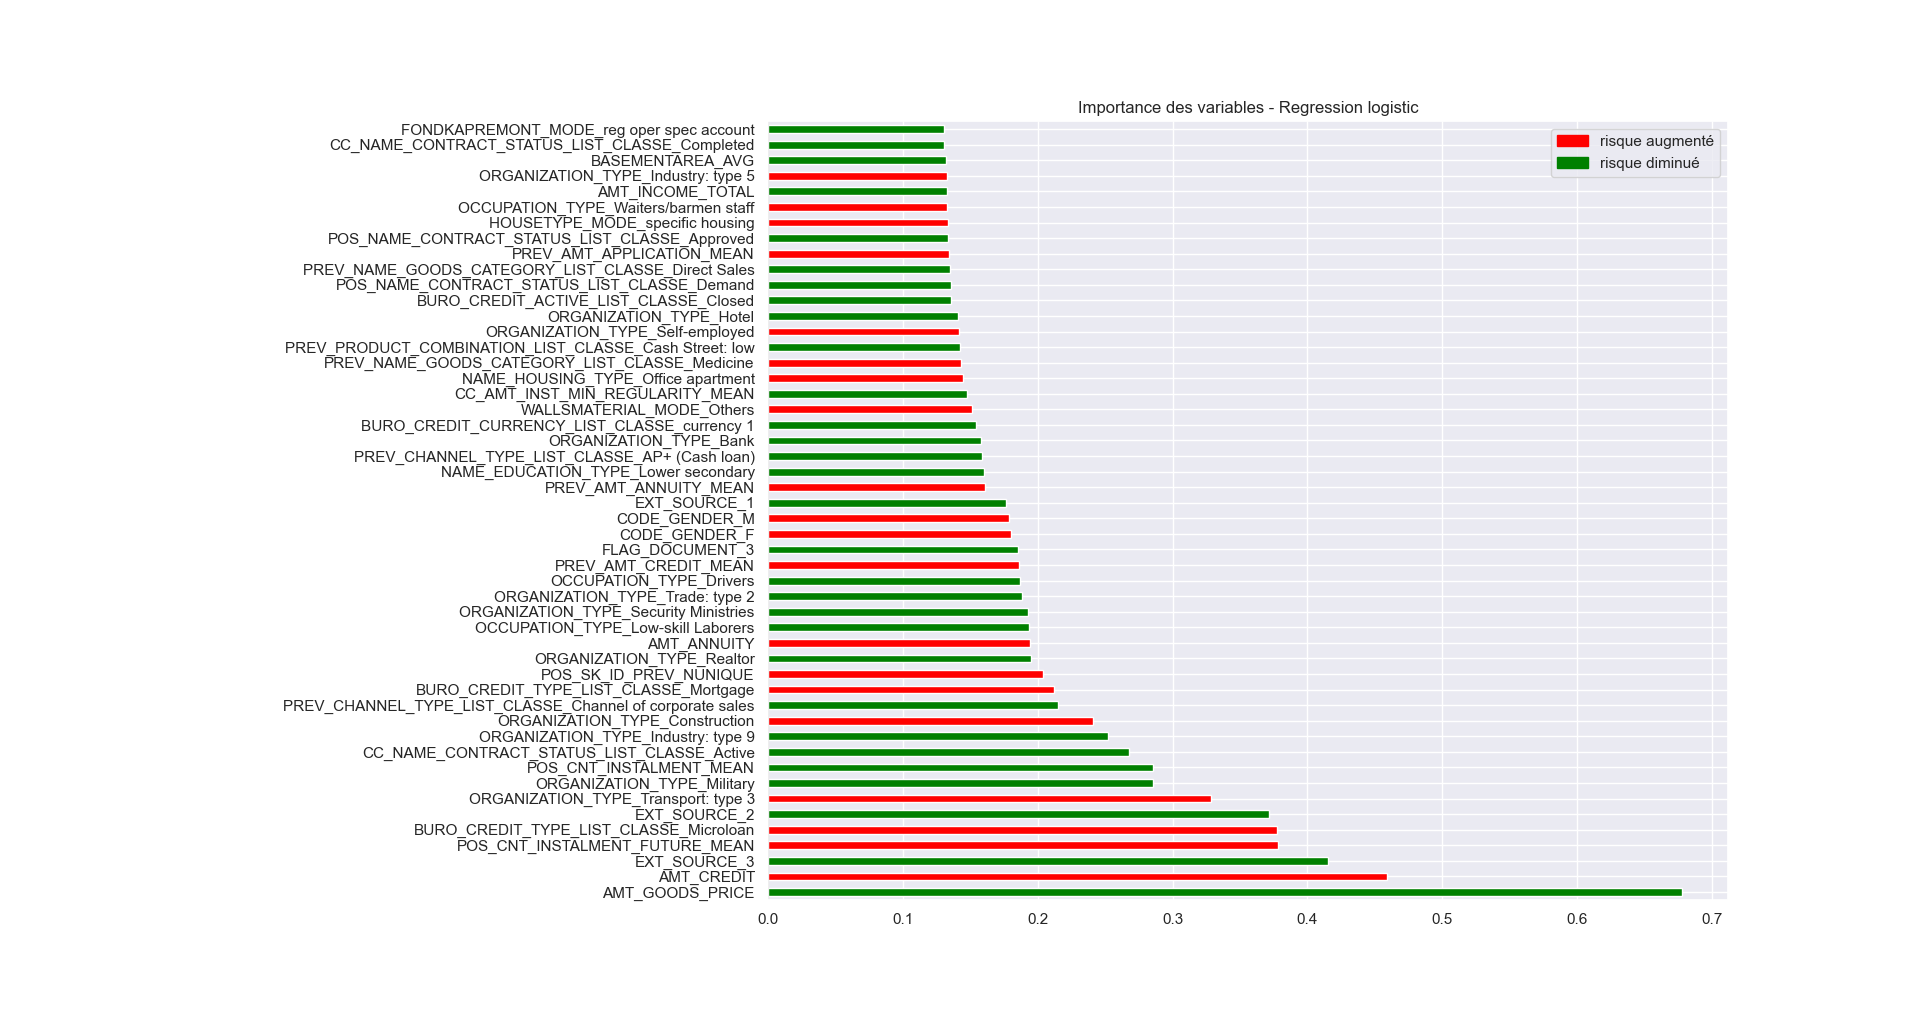 Importance des variables - Regression logistic
FONDKAPREMONT_MODE_reg oper spec account
CC_NAME_CONTRACT_STATUS_LIST_CLASSE_Completed
BASEMENTAREA_AVG
ORGANIZATION_TYPE_Industry: type 5
AMT_INCOME_TOTAL
OCCUPATION_TYPE_Waiters/barmen staff
HOUSETYPE_MODE_specific housing
POS_NAME_CONTRACT_STATUS_LIST_CLASSE_Approved
PREV_AMT_APPLICATION_MEAN
PREV_NAME_GOODS_CATEGORY_LIST_CLASSE_Direct Sales
POS_NAME_CONTRACT_STATUS_LIST_CLASSE_Demand
BURO_CREDIT_ACTIVE_LIST_CLASSE_Closed
ORGANIZATION_TYPE_Hotel
ORGANIZATION_TYPE_Self-employed
PREV_PRODUCT_COMBINATION_LIST_CLASSE_Cash Street: low
PREV_NAME_GOODS_CATEGORY_LIST_CLASSE_Medicine
NAME_HOUSING_TYPE_Office apartment
CC_AMT_INST_MIN_REGULARITY_MEAN
WALLSMATERIAL_MODE_Others
BURO_CREDIT_CURRENCY_LIST_CLASSE_currency 1
ORGANIZATION_TYPE_Bank
PREV_CHANNEL_TYPE_LIST_CLASSE_AP+ (Cash loan)
NAME_EDUCATION_TYPE_Lower secondary
PREV_AMT_ANNUITY_MEAN
EXT_SOURCE_1
CODE_GENDER_M
CODE_GENDER_F
FLAG_DOCUMENT_3
PREV_AMT_CREDIT_MEAN
OCCUPATION_TYPE_Drivers
ORGANIZATION_TYPE_Trade: type 2
ORGANIZATION_TYPE_Security Ministries
OCCUPATION_TYPE_Low-skill Laborers
AMT_ANNUITY
ORGANIZATION_TYPE_Realtor
POS_SK_ID_PREV_NUNIQUE
BURO_CREDIT_TYPE_LIST_CLASSE_Mortgage
PREV_CHANNEL_TYPE_LIST_CLASSE_Channel of corporate sales
ORGANIZATION_TYPE_Construction
ORGANIZATION_TYPE_Industry: type 9
CC_NAME_CONTRACT_STATUS_LIST_CLASSE_Active
POS_CNT_INSTALMENT_MEAN
ORGANIZATION_TYPE_Military
ORGANIZATION_TYPE_Transport: type 3
EXT_SOURCE_2
BURO_CREDIT_TYPE_LIST_CLASSE_Microloan
POS_CNT_INSTALMENT_FUTURE_MEAN
EXT_SOURCE_3
AMT_CREDIT
AMT_GOODS_PRICE
risque augmenté
risque diminué
0.0 0.1 0.2 0.3 0.4 0.5 0.6 0.7